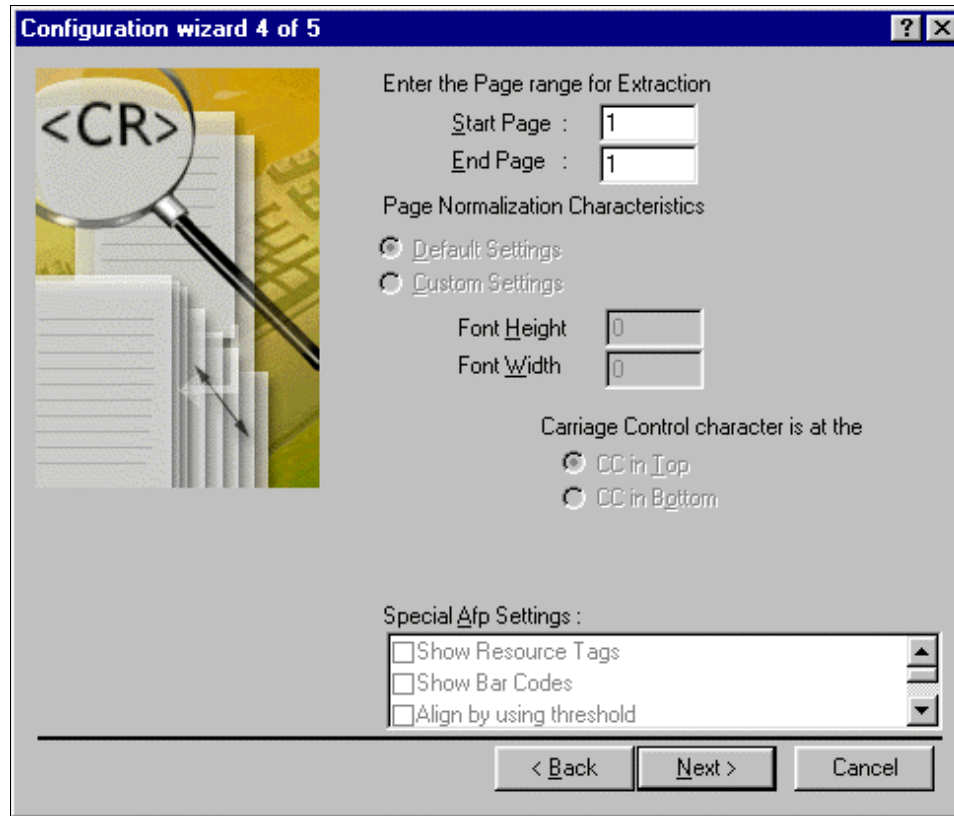 Configuration wizard 4 of 5
? X
<CR>
Enter the Page range for Extraction
Start Page : 1
End Page : 1
Page Normalization Characteristics
Default Settings
Custom Settings
Font Height 0
Font Width 0
Carriage Control character is at the
CC in Top
CC in Bottom
Special Afp Settings :
Show Resource Tags
Show Bar Codes
Align by using threshold
< Back Next > Cancel